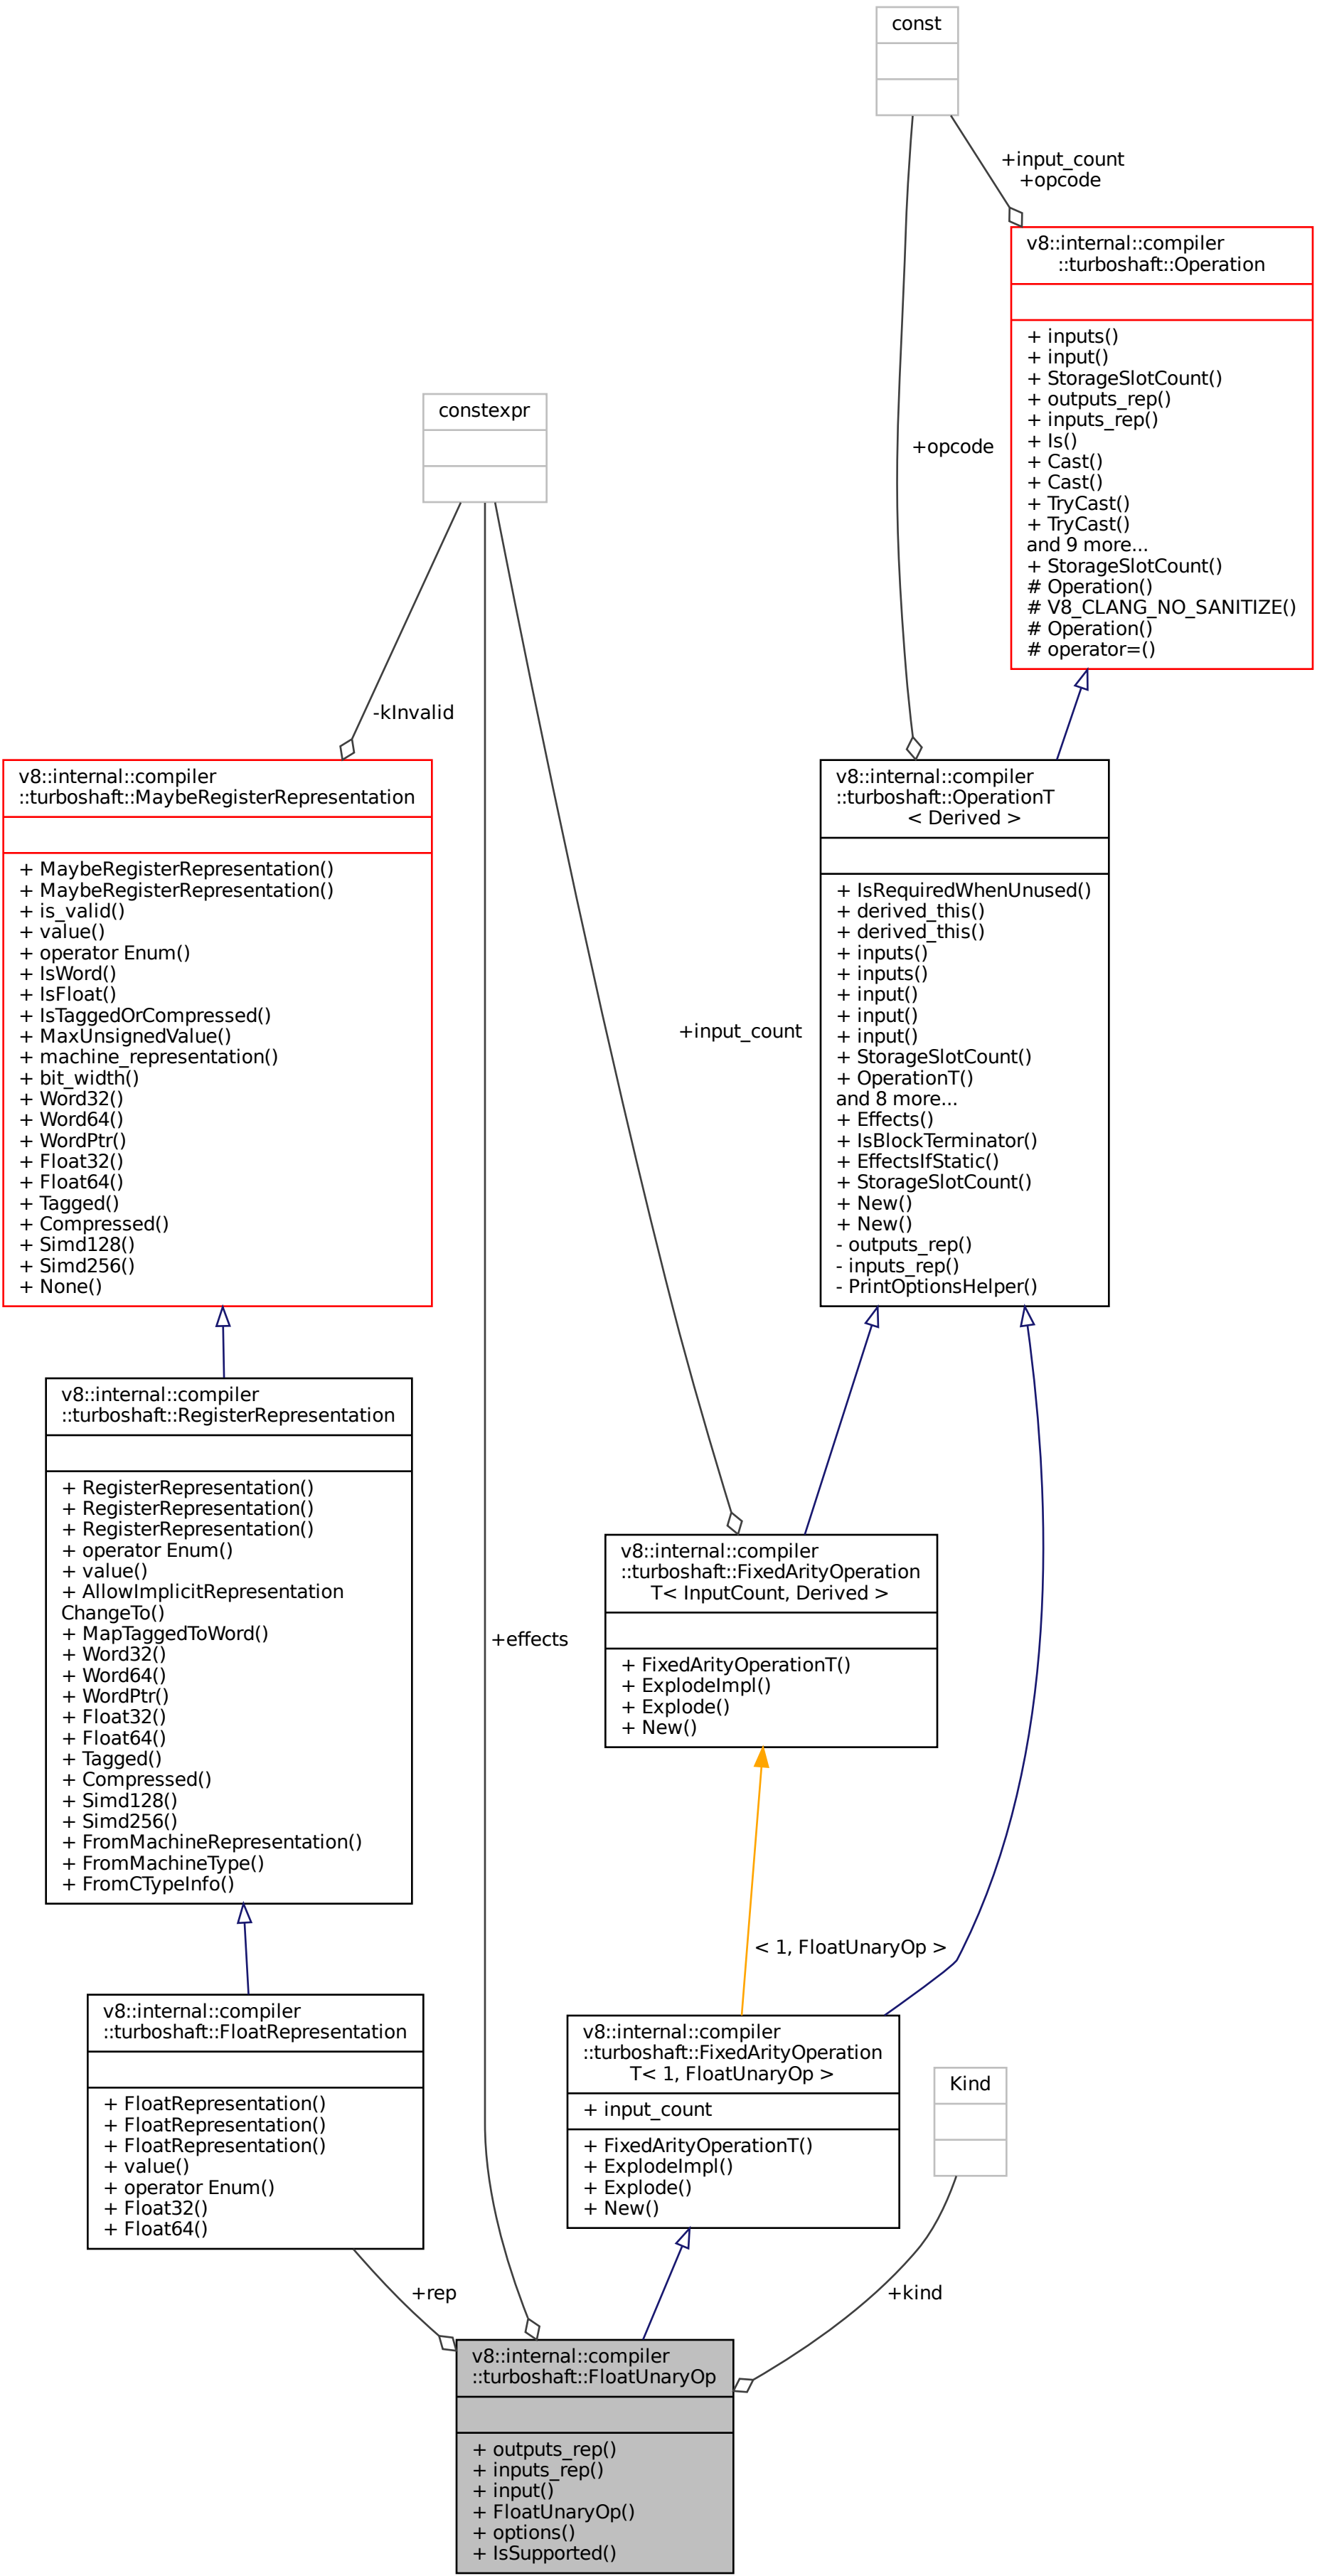 const
+input_count
+opcode
v8::internal::compiler
::turboshaft::Operation
+ inputs()
+ input()
+ StorageSlotCount()
+ outputs_rep()
+ inputs_rep()
+ Is()
+ Cast()
+ Cast()
+ TryCast()
+ TryCast()
and 9 more...
+ StorageSlotCount()
# Operation()
# V8_CLANG_NO_SANITIZE()
# Operation()
# operator=()
constexpr
+opcode
-kInvalid
v8::internal::compiler
::turboshaft::MaybeRegisterRepresentation
+ MaybeRegisterRepresentation()
+ MaybeRegisterRepresentation()
+ is_valid()
+ value()
+ operator Enum()
+ IsWord()
+ IsFloat()
+ IsTaggedOrCompressed()
+ MaxUnsignedValue()
+ machine_representation()
+ bit_width()
+ Word32()
+ Word64()
+ WordPtr()
+ Float32()
+ Float64()
+ Tagged()
+ Compressed()
+ Simd128()
+ Simd256()
+ None()
+input_count
v8::internal::compiler
::turboshaft::OperationT
< Derived >
+ IsRequiredWhenUnused()
+ derived_this()
+ derived_this()
+ inputs()
+ inputs()
+ input()
+ input()
+ input()
+ StorageSlotCount()
+ OperationT()
and 8 more...
+ Effects()
+ IsBlockTerminator()
+ EffectsIfStatic()
+ StorageSlotCount()
+ New()
+ New()
- outputs_rep()
- inputs_rep()
- PrintOptionsHelper()
v8::internal::compiler
::turboshaft::RegisterRepresentation
+ RegisterRepresentation()
+ RegisterRepresentation()
+ RegisterRepresentation()
+ operator Enum()
+ value()
+ AllowImplicitRepresentation
ChangeTo()
+ MapTaggedToWord()
+ Word32()
+ Word64()
+ WordPtr()
+ Float32()
+ Float64()
+ Tagged()
+ Compressed()
+ Simd128()
+ Simd256()
+ FromMachineRepresentation()
+ FromMachineType()
+ FromCTypeInfo()
+effects
v8::internal::compiler
::turboshaft::FixedArityOperation
T< InputCount, Derived >
+ FixedArityOperationT()
+ ExplodeImpl()
+ Explode()
+ New()
< 1, FloatUnaryOp >
v8::internal::compiler
::turboshaft::FloatRepresentation
+ FloatRepresentation()
+ FloatRepresentation()
+ FloatRepresentation()
+ value()
+ operator Enum()
+ Float32()
+ Float64()
v8::internal::compiler
::turboshaft::FixedArityOperation
T< 1, FloatUnaryOp >
+ input_count
+ FixedArityOperationT()
+ ExplodeImpl()
+ Explode()
+ New()
Kind
+rep
+kind
v8::internal::compiler
::turboshaft::FloatUnaryOp
+ outputs_rep()
+ inputs_rep()
+ input()
+ FloatUnaryOp()
+ options()
+ IsSupported()